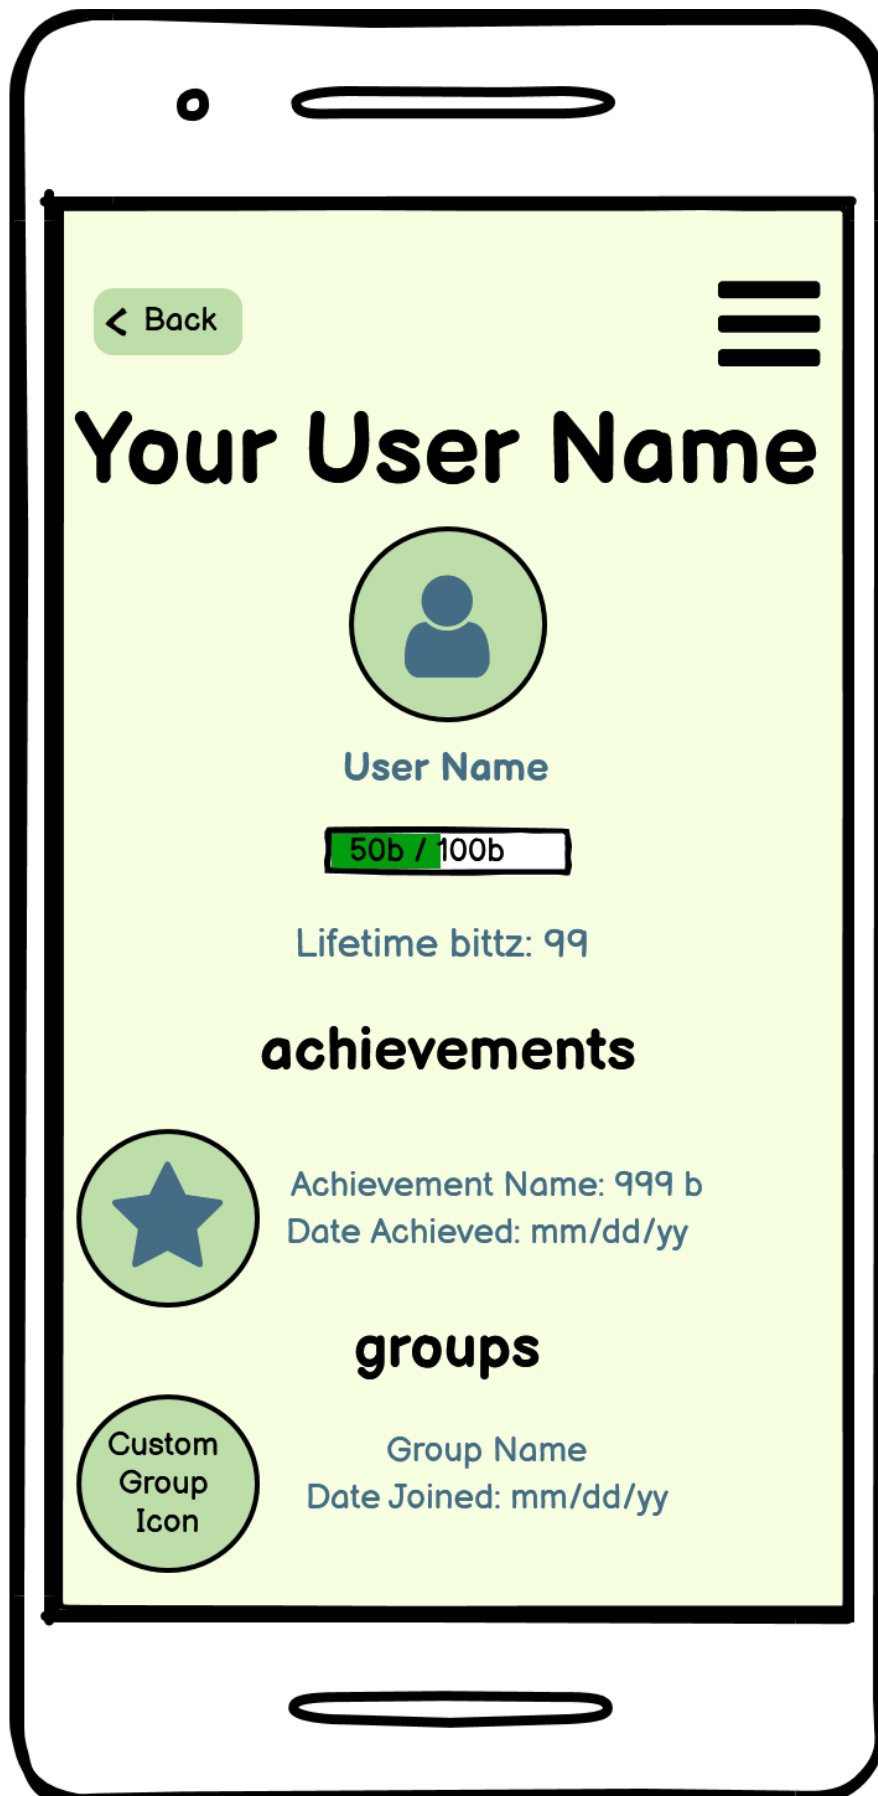 Back
Your User Name
User Name
50b / 100b
Lifetime bittz: 99
achievements
Achievement Name: 999 b
Date Achieved: mm/dd/yy
groups
Custom
Group
Icon
Group Name
Date Joined: mm/dd/yy